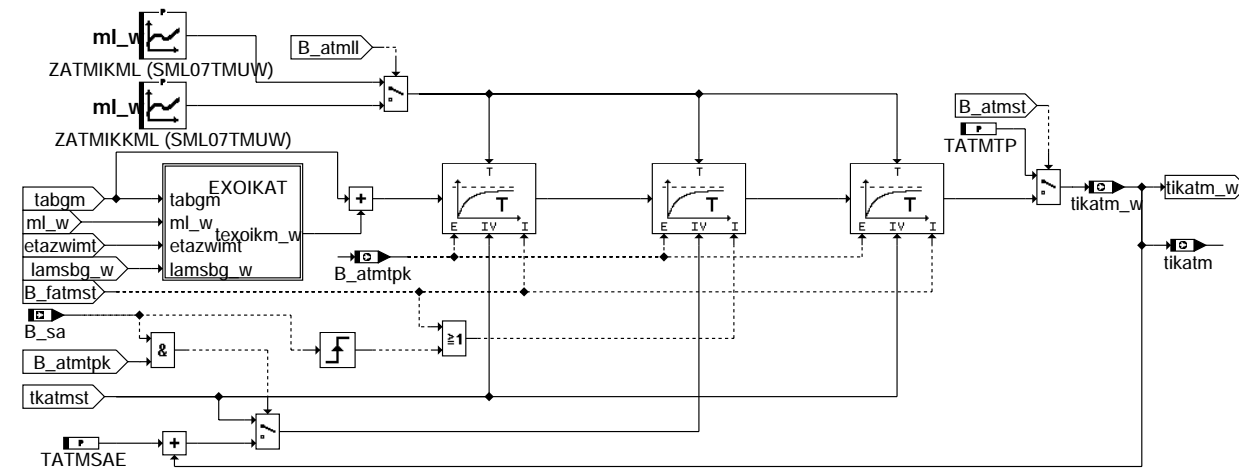 P
ml_w
ZATMIKML (SML07TMUW)
B_atmll
P
ml_w
ZATMIKKML (SML07TMUW)
B_atmst
P
TATMTP
EXOIKAT
tabgm
tabgm
ml_w
ml_w
texoikm_w
etazwimt
etazwimt
lamsbg_w
lamsbg_w
+
T
T
E IV I
T
T
E IV I
T
T
E IV I
tikatm_w
tikatm_w
tikatm
B_atmtpk
B_fatmst
B_sa
&
≥1
B_atmtpk
tkatmst
P
TATMSAE
+